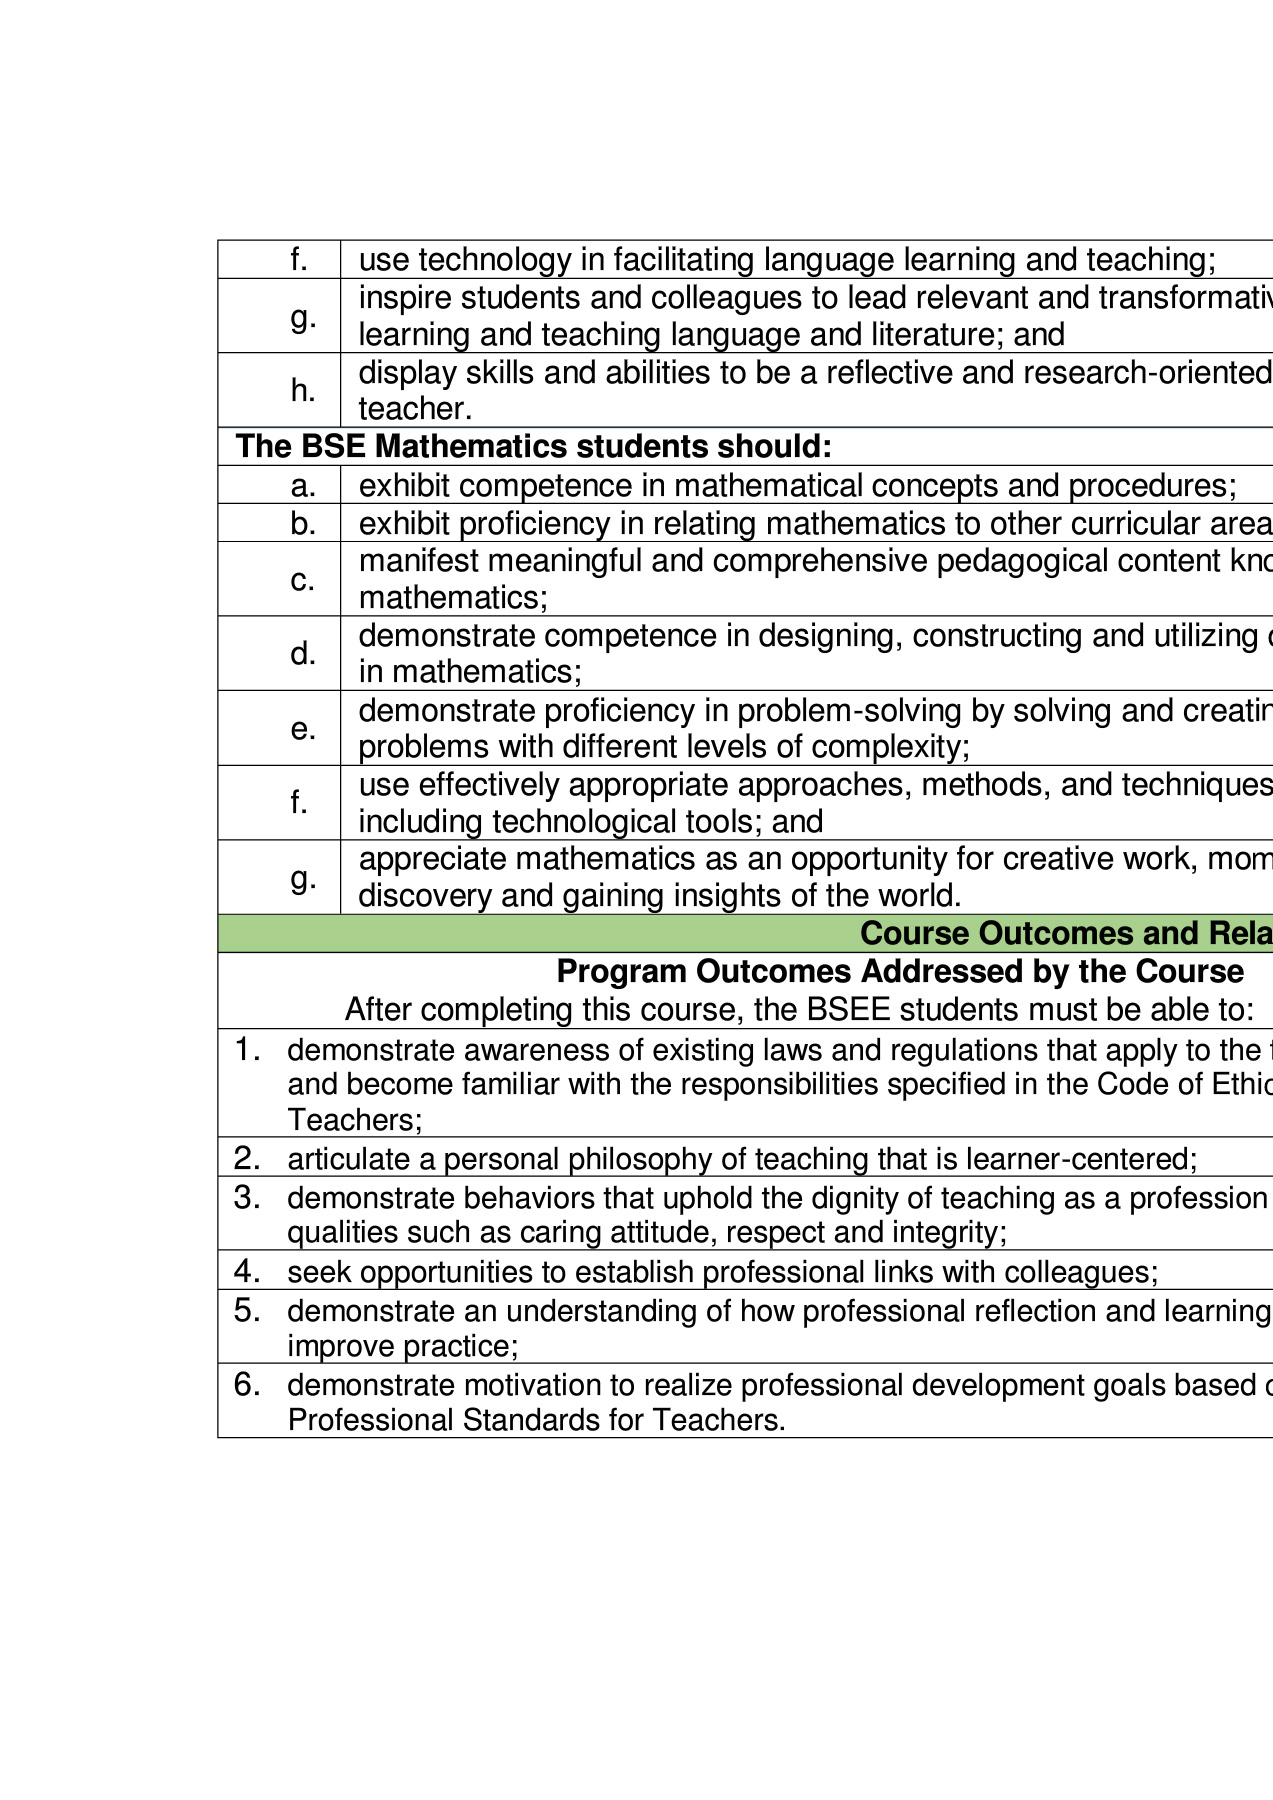 f. use technology in facilitating language learning and teaching;
g. inspire students and colleagues to lead relevant and
learning and teaching language and literature; and
h. display skills and abilities to be a reflective and research-oriented
teacher.
The BSE Mathematics students should:
a. exhibit competence in mathematical concepts and procedures;
b. exhibit proficiency in relating mathematics to other curricular
c. manifest meaningful and comprehensive pedagogical content
mathematics;
d. demonstrate competence in designing, constructing and utilizing
in mathematics;
e. demonstrate proficiency in problem-solving by solving and
problems with different levels of complexity;
f. use effectively appropriate approaches, methods, and techniques
including technological tools; and
g. appreciate mathematics as an opportunity for creative work,
discovery and gaining insights of the world.
Course Outcomes and
Program Outcomes Addressed by the Course
After completing this course, the BSEE students must be able to:
1. demonstrate awareness of existing laws and regulations that apply to the
and become familiar with the responsibilities specified in the Code of
Teachers;
2. articulate a personal philosophy of teaching that is learner-centered;
3. demonstrate behaviors that uphold the dignity of teaching as a profession
qualities such as caring attitude, respect and integrity;
4. seek opportunities to establish professional links with colleagues;
5. demonstrate an understanding of how professional reflection and learning
improve practice;
6. demonstrate motivation to realize professional development goals based
Professional Standards for Teachers.